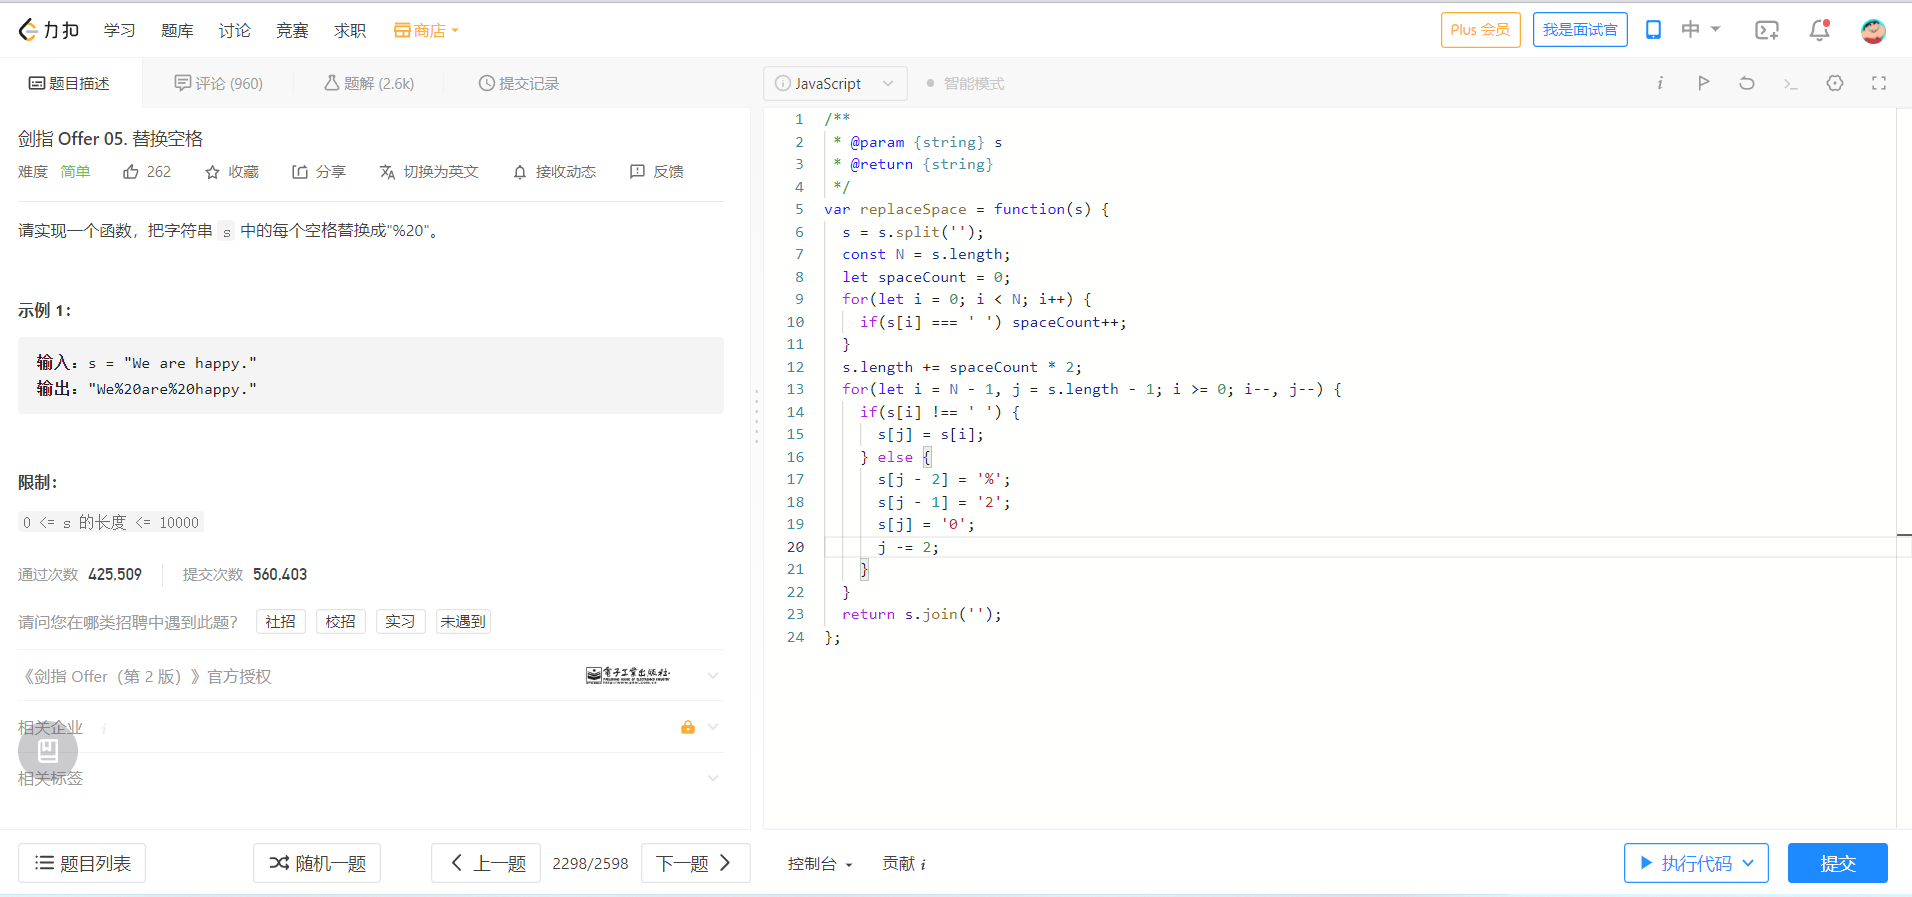 力扣 学习 题库 讨论 竞赛 求职 商店 Plus 会员 我是面试官 中
题目描述 评论 (960) 题解 (2.6k) 提交记录
JavaScript 智能模式
剑指 Offer 05. 替换空格
难度 简单 262 收藏 分享 切换为英文 接收动态 反馈
请实现一个函数，把字符串 s 中的每个空格替换成"%20"。
示例 1：
输入：s = "We are happy."
输出："We%20are%20happy."
限制：
0 <= s 的长度 <= 10000
通过次数 425,509 提交次数 560,403
请问您在哪类招聘中遇到此题？ 社招 校招 实习 未遇到
《剑指 Offer（第 2 版）》官方授权 電子工業出版社
相关企业 i
相关标签
1 /**
2 * @param {string} s
3 * @return {string}
4 */
5 var replaceSpace = function(s) {
6 s = s.split('');
7 const N = s.length;
8 let spaceCount = 0;
9 for(let i = 0; i < N; i++) {
10 if(s[i] === ' ') spaceCount++;
11 }
12 s.length += spaceCount * 2;
13 for(let i = N - 1, j = s.length - 1; i >= 0; i--, j--) {
14 if(s[i] !== ' ') {
15 s[j] = s[i];
16 } else {
17 s[j - 2] = '%';
18 s[j - 1] = '2';
19 s[j] = '0';
20 j -= 2;
21 }
22 }
23 return s.join('');
24 };
题目列表 随机一题 上一题 2298/2598 下一题 控制台 贡献 i 执行代码 提交